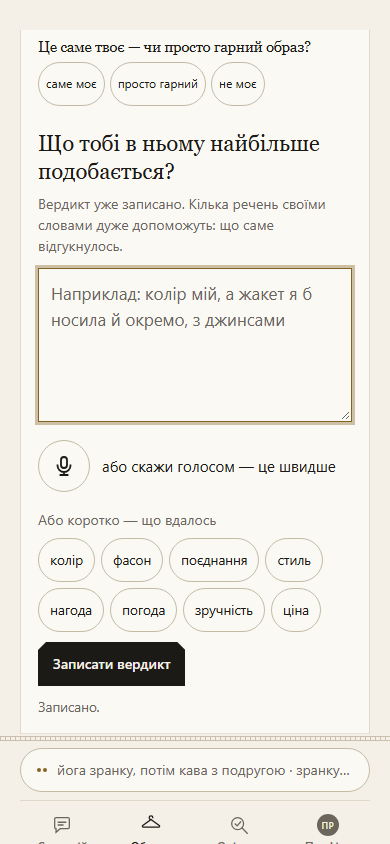 Це саме твоє — чи просто гарний образ?
саме моє
просто гарний
не моє
Що тобі в ньому найбільше
подобається?
Вердикт уже записано. Кілька речень своїми
словами дуже допоможуть: що саме
відгукнулось.
Наприклад: колір мій, а жакет я б
носила й окремо, з джинсами
або скажи голосом — це швидше
Або коротко — що вдалось
колір
фасон
поєднання
стиль
нагода
погода
зручність
ціна
Записати вердикт
Записано.
йога зранку, потім кава з подругою · зранку...
ПР